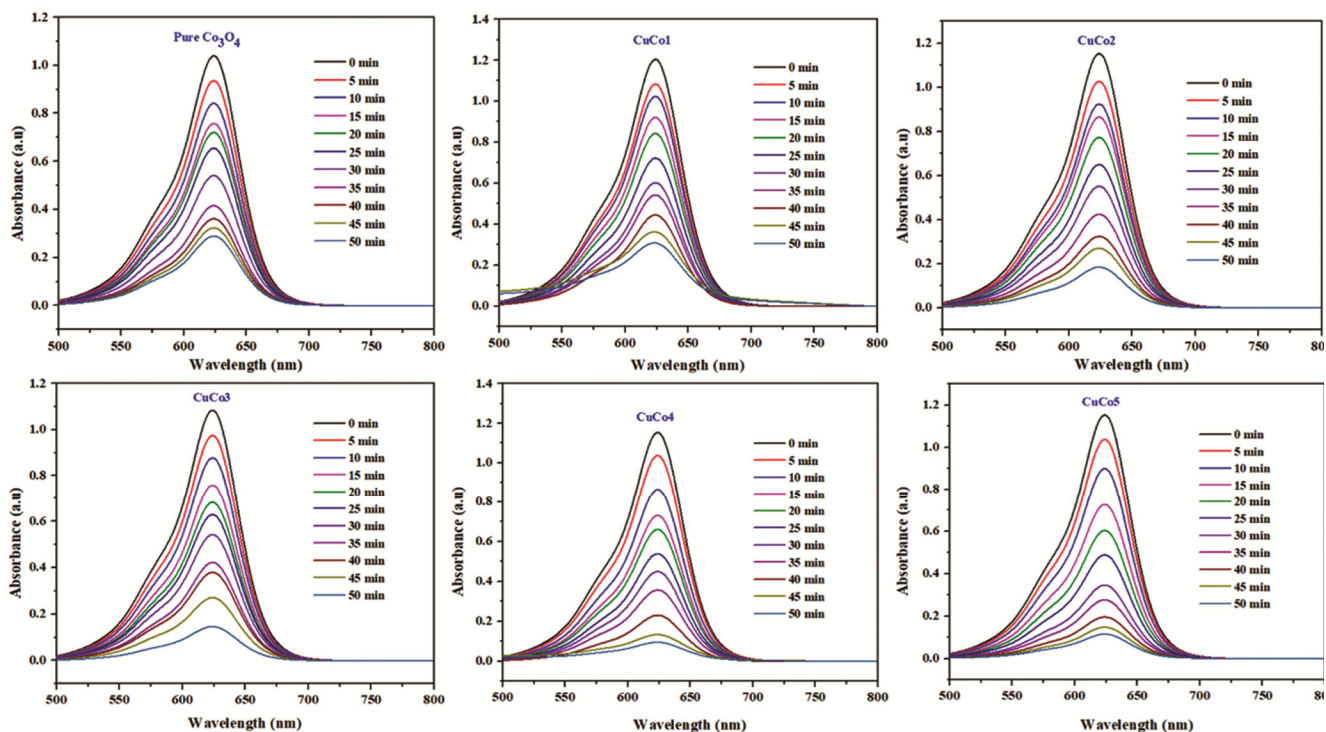 Pure Co3O4
Absorbance (a.u)
1.2
1.0
0.8
0.6
0.4
0.2
0.0
0 min
5 min
10 min
15 min
20 min
25 min
30 min
35 min
40 min
45 min
50 min
500 550 600 650 700 750 800
Wavelength (nm)
CuCo1
Absorbance (a.u)
1.4
1.2
1.0
0.8
0.6
0.4
0.2
0.0
0 min
5 min
10 min
15 min
20 min
25 min
30 min
35 min
40 min
45 min
50 min
500 550 600 650 700 750 800
Wavelength (nm)
CuCo2
Absorbance (a.u)
1.2
1.0
0.8
0.6
0.4
0.2
0.0
0 min
5 min
10 min
15 min
20 min
25 min
30 min
35 min
40 min
45 min
50 min
500 550 600 650 700 750 800
Wavelength (nm)
CuCo3
Absorbance (a.u)
1.2
1.0
0.8
0.6
0.4
0.2
0.0
0 min
5 min
10 min
15 min
20 min
25 min
30 min
35 min
40 min
45 min
50 min
500 550 600 650 700 750 800
Wavelength (nm)
CuCo4
Absorbance (a.u)
1.4
1.2
1.0
0.8
0.6
0.4
0.2
0.0
0 min
5 min
10 min
15 min
20 min
25 min
30 min
35 min
40 min
45 min
50 min
500 550 600 650 700 750 800
Wavelength (nm)
CuCo5
Absorbance (a.u)
1.2
1.0
0.8
0.6
0.4
0.2
0.0
0 min
5 min
10 min
15 min
20 min
25 min
30 min
35 min
40 min
45 min
50 min
500 550 600 650 700 750 800
Wavelength (nm)